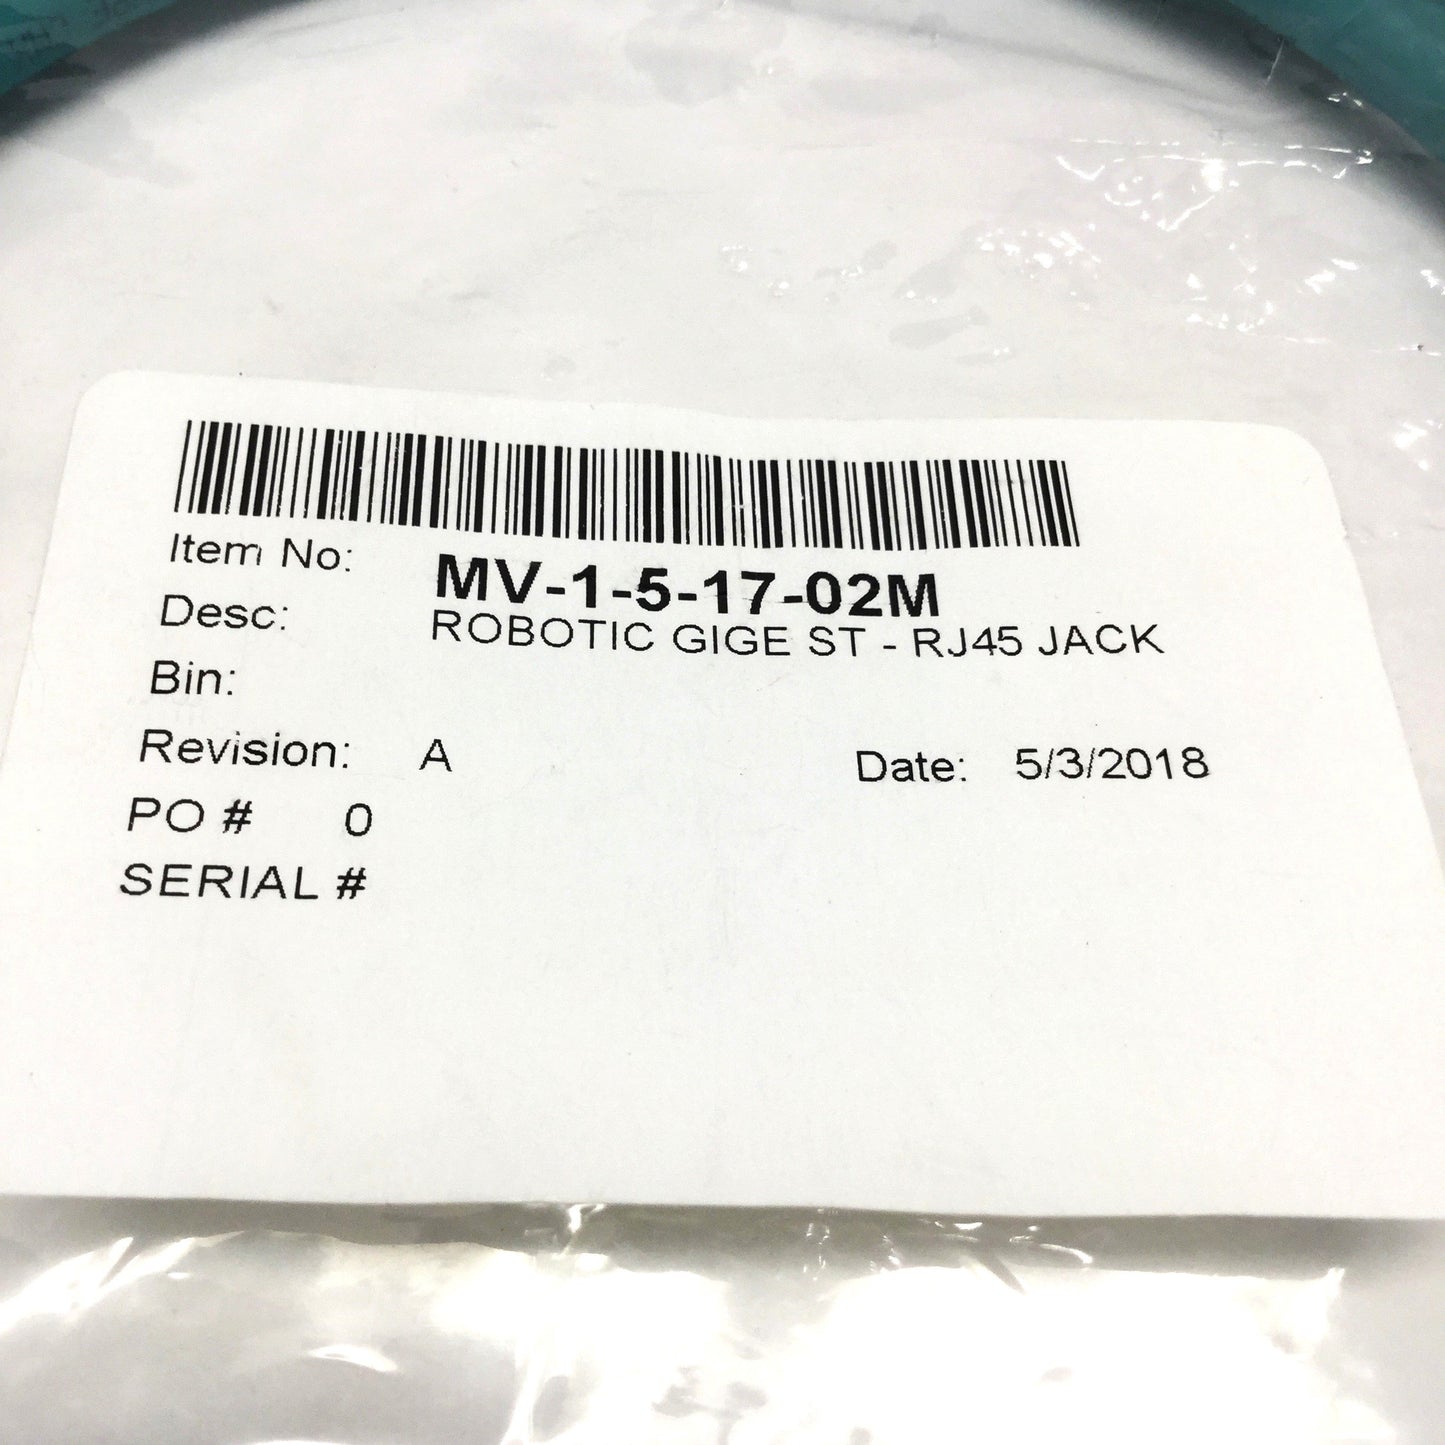 Item No: MV-1-5-17-02M
Desc: ROBOTIC GIGE ST - RJ45 JACK
Bin:
Revision: A Date: 5/3/2018
PO # 0
SERIAL #